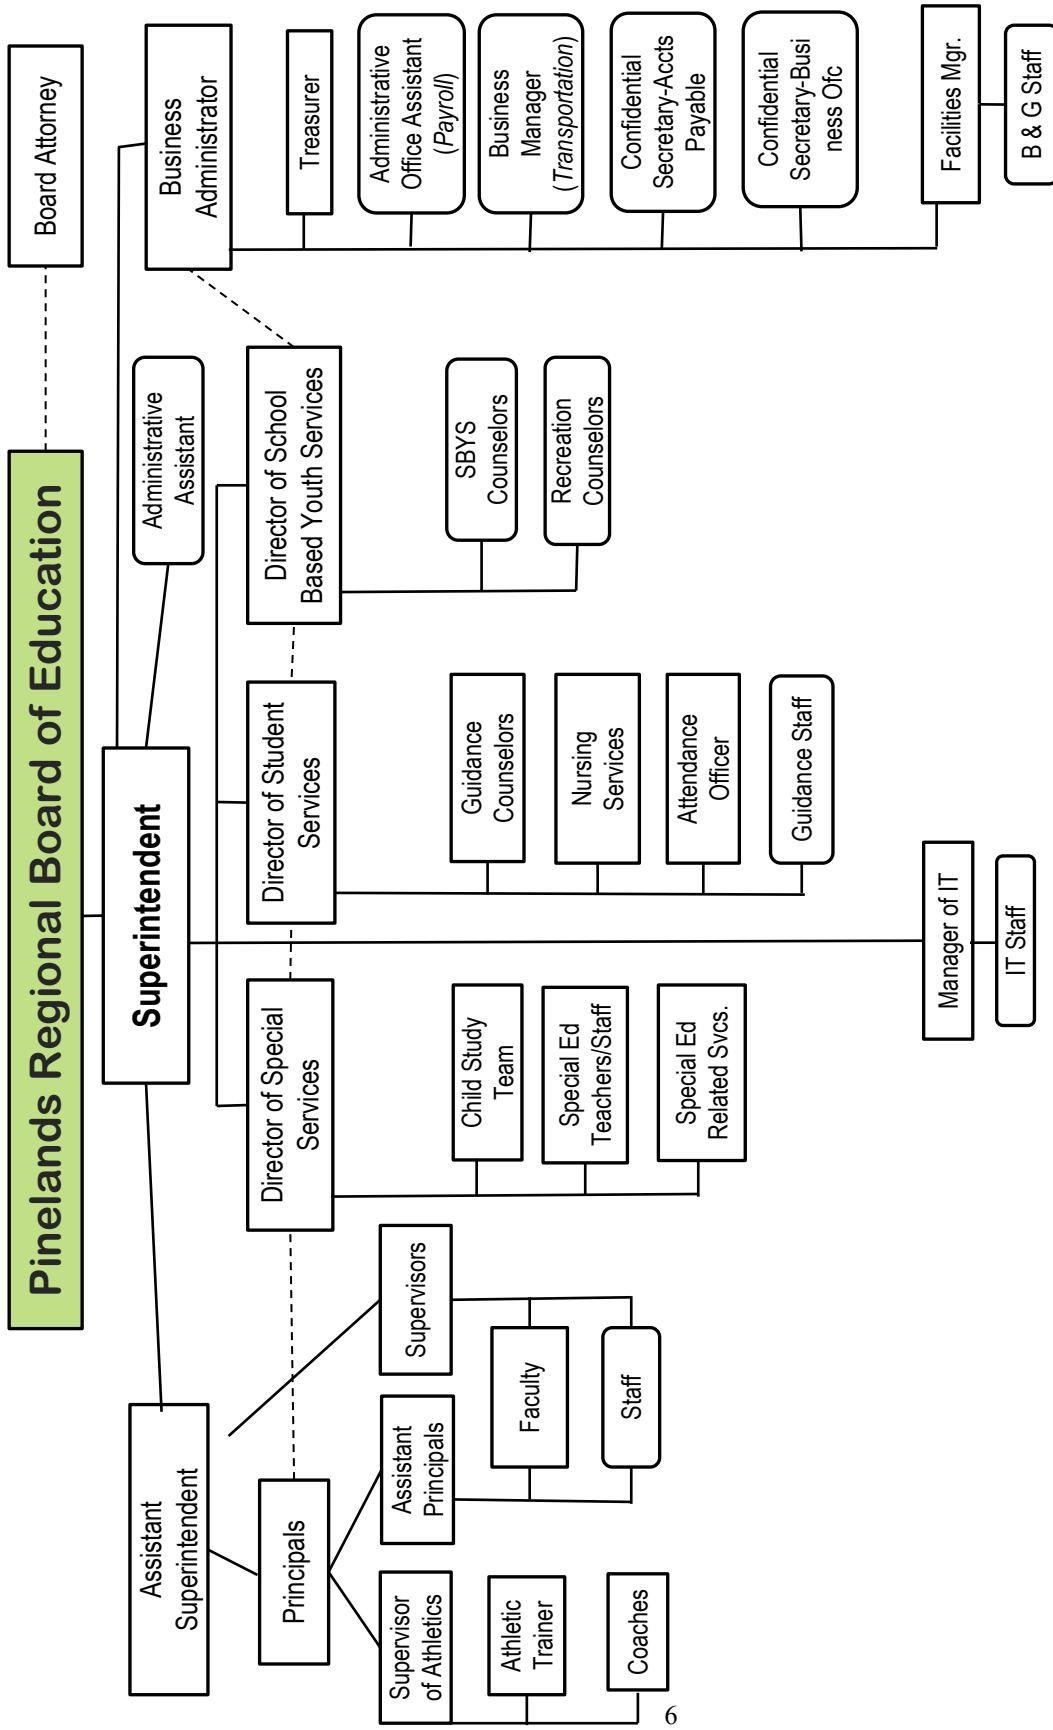 Pinelands Regional Board of Education
Board Attorney
Superintendent
Administrative
Assistant
Business
Administrator
Assistant
Superintendent
Principals
Director of Special
Services
Director of Student
Services
Director of School
Based Youth Services
Supervisor
of Athletics
Assistant
Principals
Supervisors
Athletic
Trainer
Coaches
Faculty
Staff
Child Study
Team
Special Ed
Teachers/Staff
Special Ed
Related Svcs.
Guidance
Counselors
Nursing
Services
Attendance
Officer
Guidance Staff
SBYS
Counselors
Recreation
Counselors
Treasurer
Administrative
Office Assistant
(Payroll)
Business
Manager
(Transportation)
Confidential
Secretary-Accts
Payable
Confidential
Secretary-Busi
ness Ofc
Facilities Mgr.
B & G Staff
Manager of IT
IT Staff
6